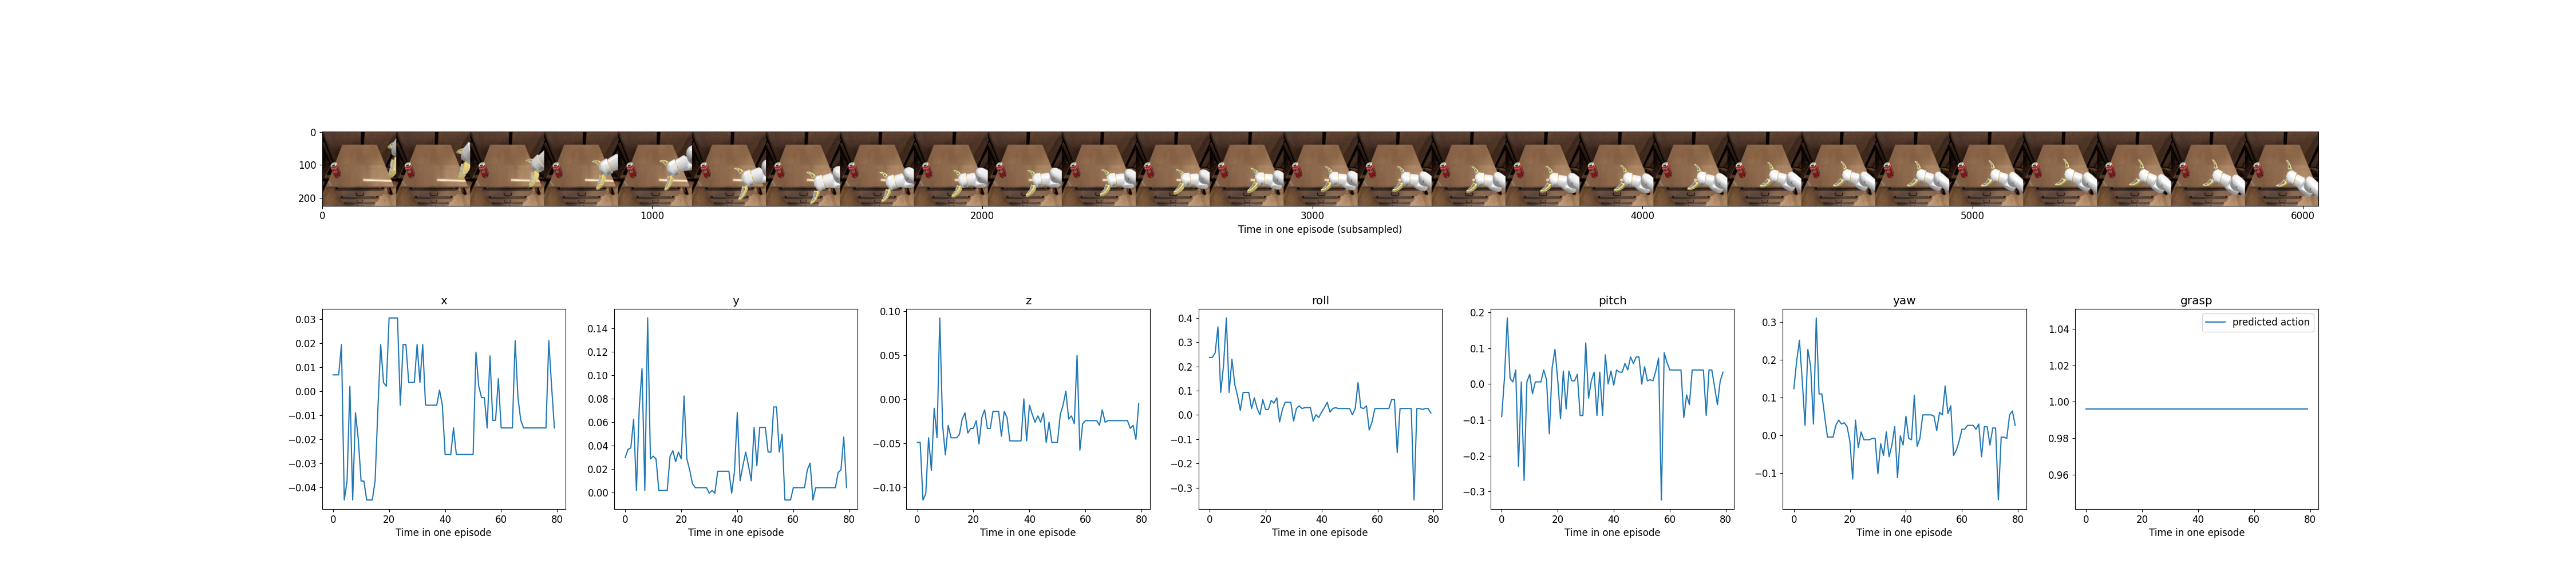 0
100
200
0 1000 2000 3000 4000 5000 6000
Time in one episode (subsampled)
x
0.03
0.02
0.01
0.00
−0.01
−0.02
−0.03
−0.04
0 20 40 60 80
Time in one episode
y
0.14
0.12
0.10
0.08
0.06
0.04
0.02
0.00
0 20 40 60 80
Time in one episode
z
0.10
0.05
0.00
−0.05
−0.10
0 20 40 60 80
Time in one episode
roll
0.4
0.3
0.2
0.1
0.0
−0.1
−0.2
−0.3
0 20 40 60 80
Time in one episode
pitch
0.2
0.1
0.0
−0.1
−0.2
−0.3
0 20 40 60 80
Time in one episode
yaw
0.3
0.2
0.1
0.0
−0.1
0 20 40 60 80
Time in one episode
grasp
predicted action
1.04
1.02
1.00
0.98
0.96
0 20 40 60 80
Time in one episode